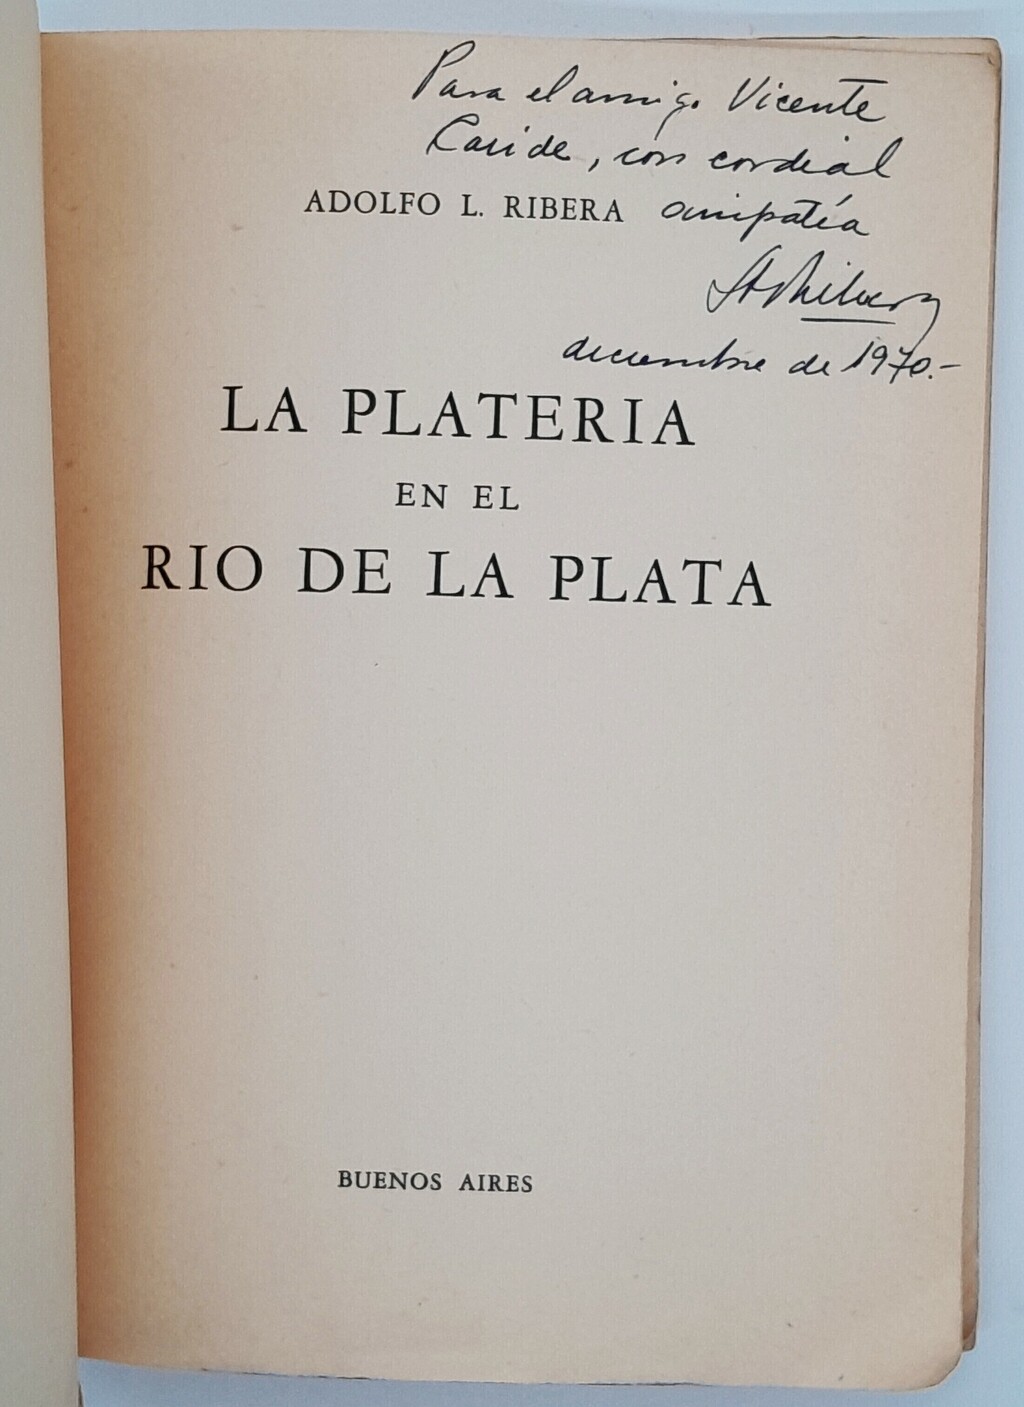 Para el amigo Vicente
Caride, con cordial
ADOLFO L. RIBERA simpatía
ALRibera
diciembre de 1970.-
LA PLATERIA
EN EL
RIO DE LA PLATA
BUENOS AIRES